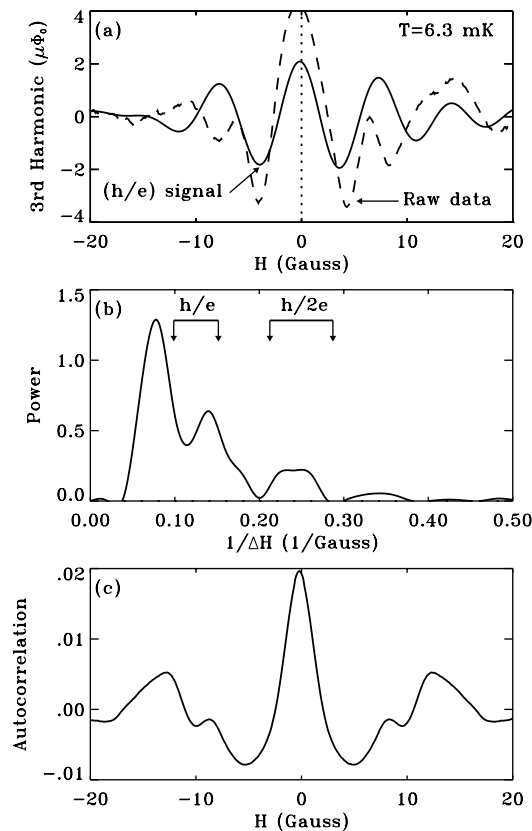 (a)
T=6.3 mK
3rd Harmonic (μΦ₀)
4
2
0
−2
−4
(h/e) signal
Raw data
−20
−10
0
10
20
H (Gauss)
(b)
h/e
h/2e
Power
1.5
1.0
0.5
0.0
0.00
0.10
0.20
0.30
0.40
0.50
1/ΔH (1/Gauss)
(c)
Autocorrelation
.02
.01
.00
−.01
−20
−10
0
10
20
H (Gauss)